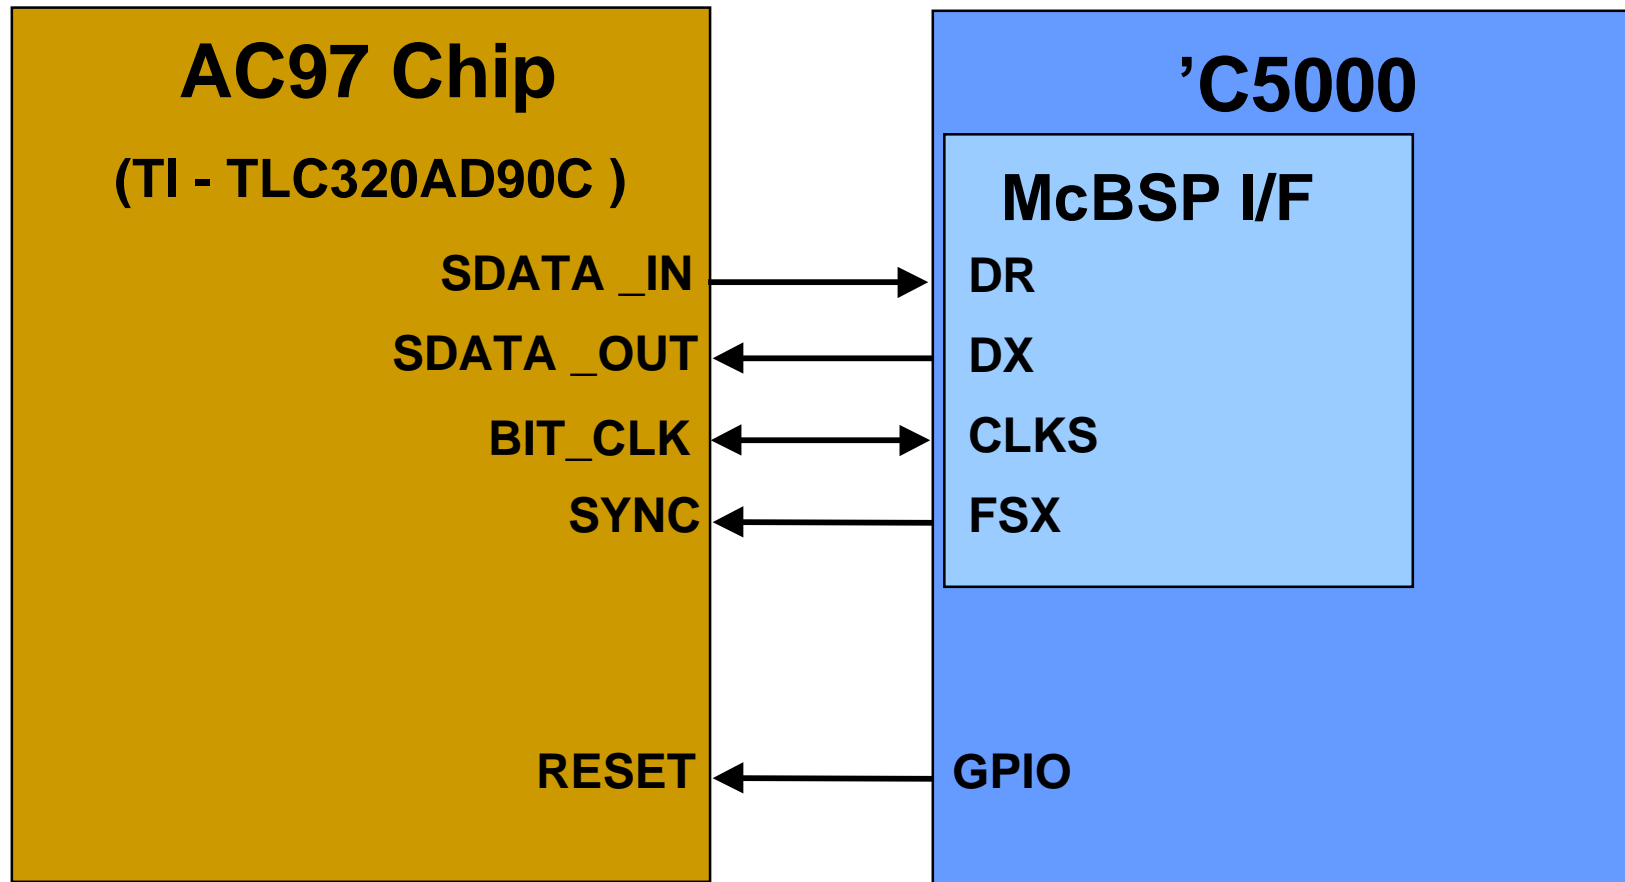 AC97 Chip
(TI - TLC320AD90C )
SDATA _IN
SDATA _OUT
BIT_CLK
SYNC
RESET
’C5000
McBSP I/F
DR
DX
CLKS
FSX
GPIO